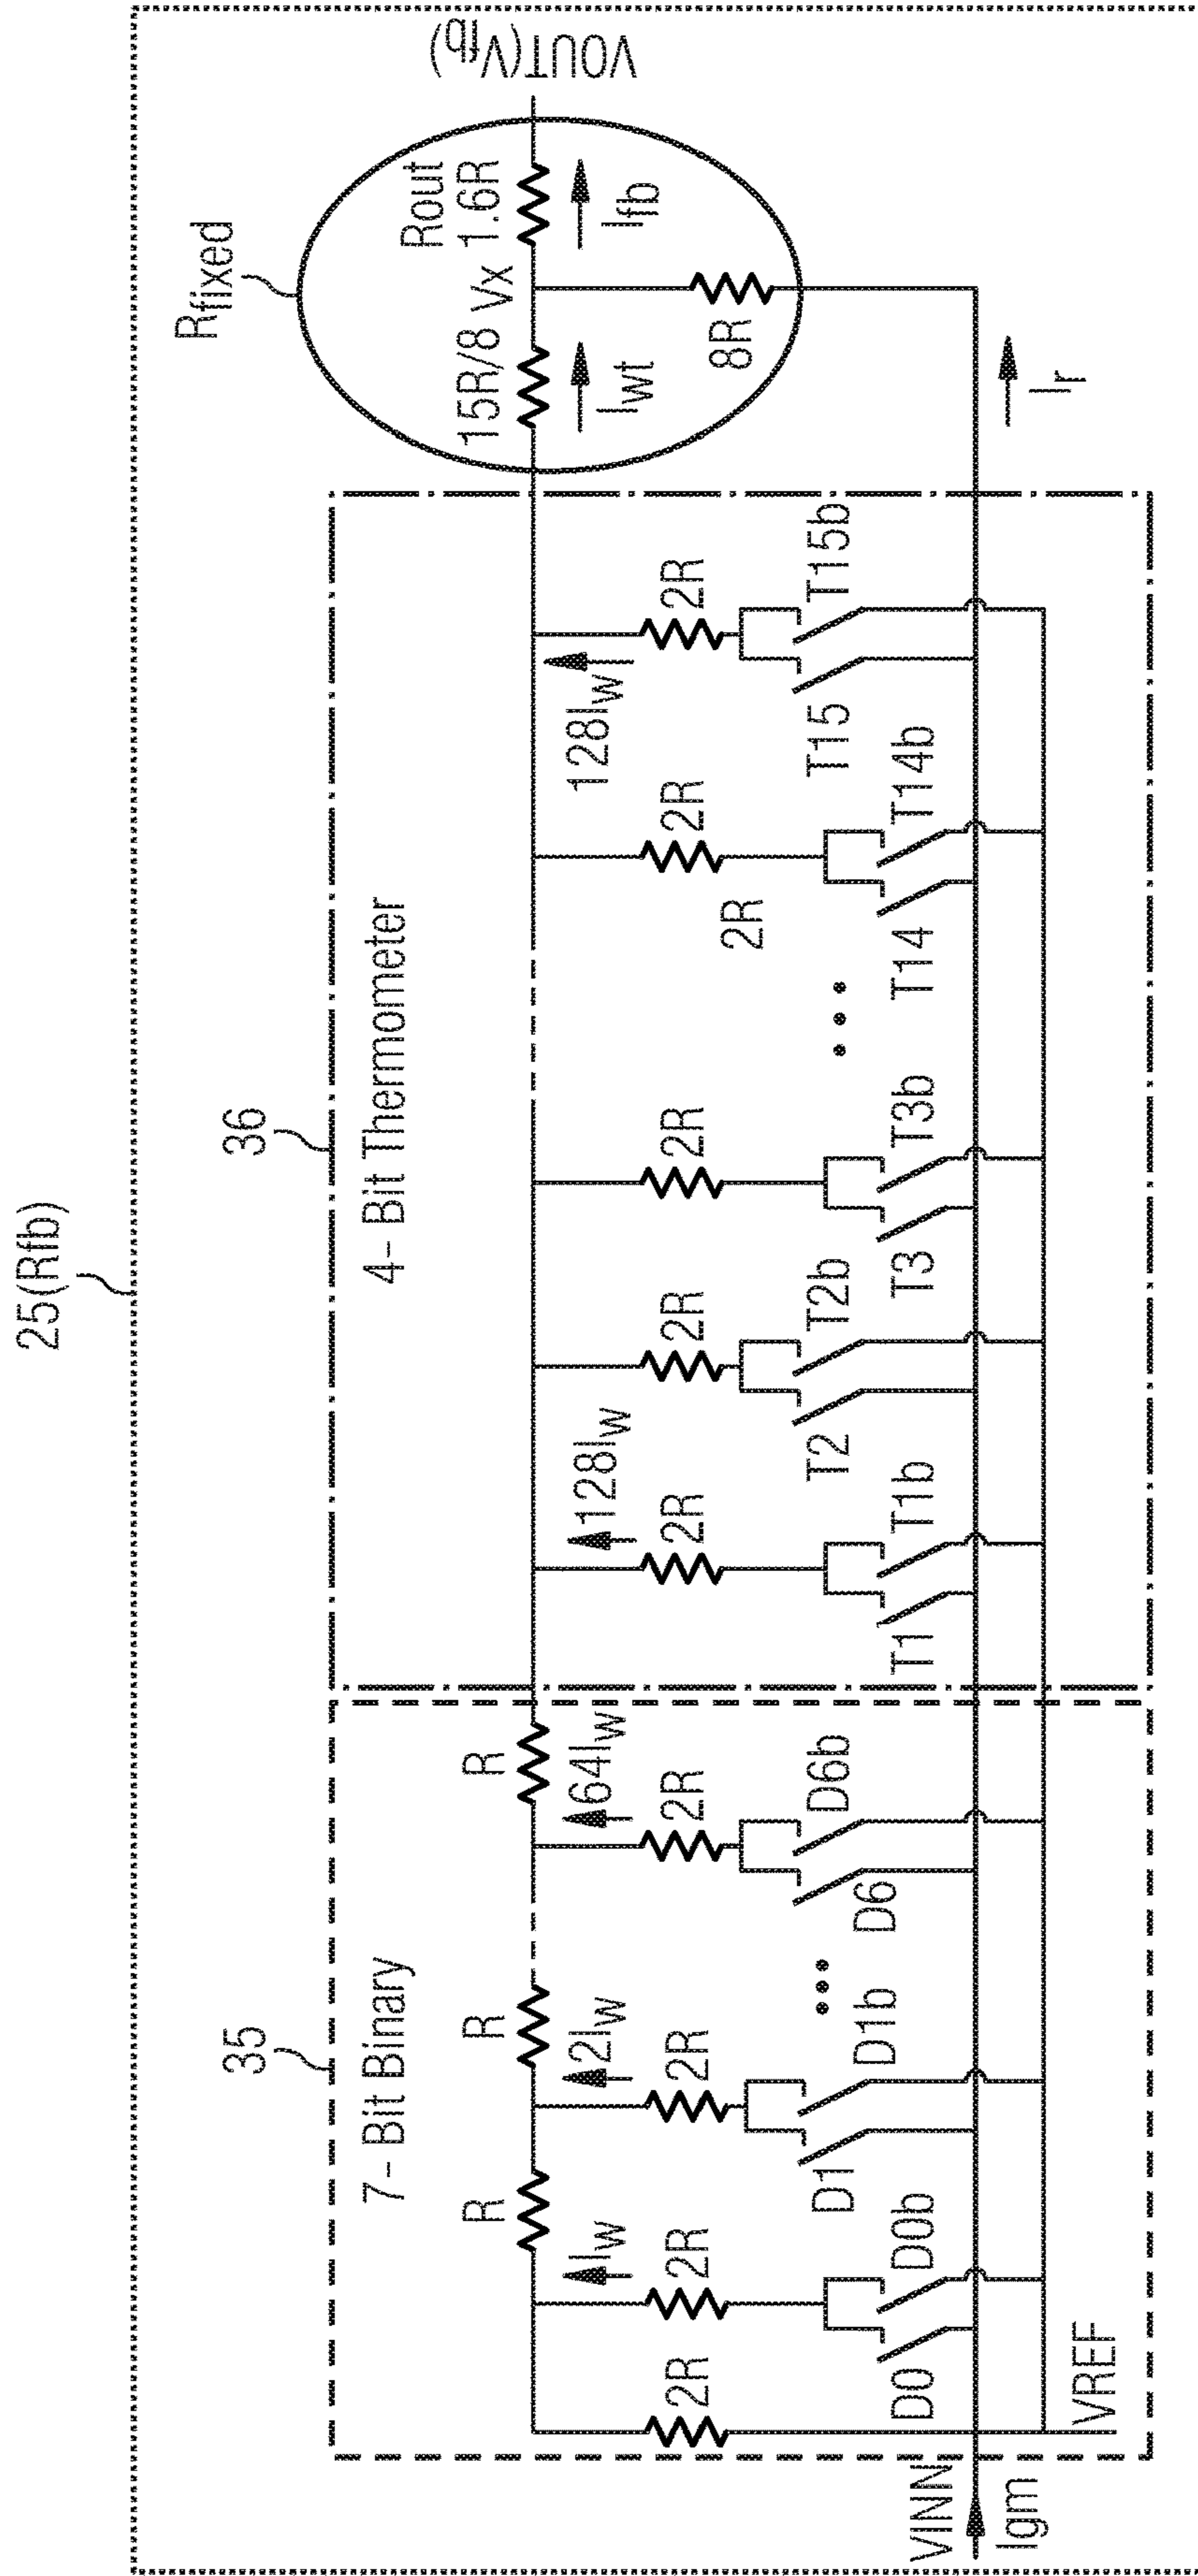 25(Rfb)
35
36
Rfixed
7- Bit Binary
4- Bit Thermometer
R
R
R
15R/8
Vx
Rout
1.6R
VOUT(Vfb)
Iw
2Iw
64Iw
128Iw
128Iw
Iwt
Ifb
2R
2R
2R
2R
2R
2R
2R
2R
2R
2R
8R
D0
D0b
D1
D1b
D6
D6b
T1
T1b
T2
T2b
T3
T3b
T14
T14b
T15
T15b
VINN
Igm
VREF
Ir